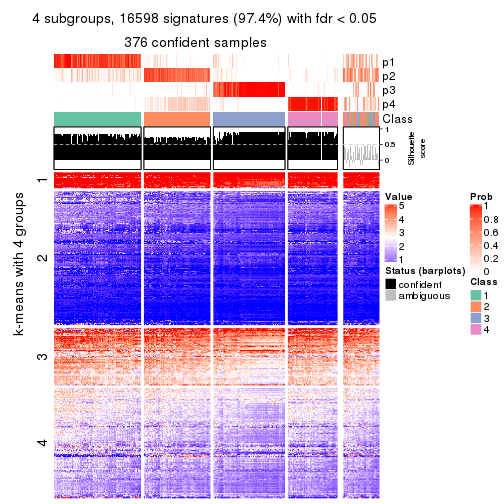 4 subgroups, 16598 signatures (97.4%) with fdr < 0.05
376 confident samples
p1
p2
p3
p4
Class
1
0.5
0
Silhouette
score
k-means with 4 groups
1
2
3
4
Value
5
4
3
2
1
Status (barplots)
confident
ambiguous
Prob
1
0.8
0.6
0.4
0.2
0
Class
1
2
3
4